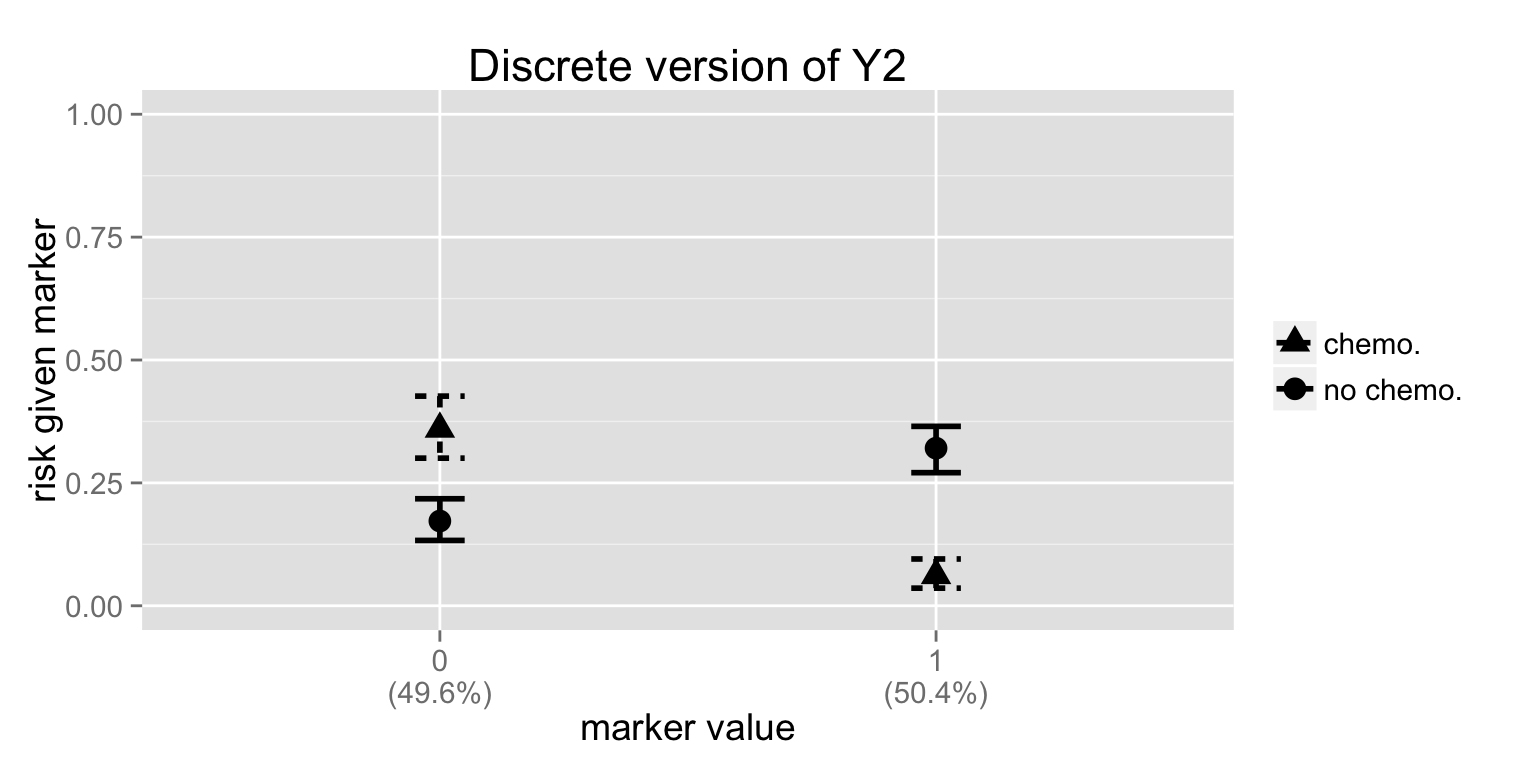 Discrete version of Y2
risk given marker
1.00
0.75
0.50
0.25
0.00
0
(49.6%)
1
(50.4%)
marker value
chemo.
no chemo.